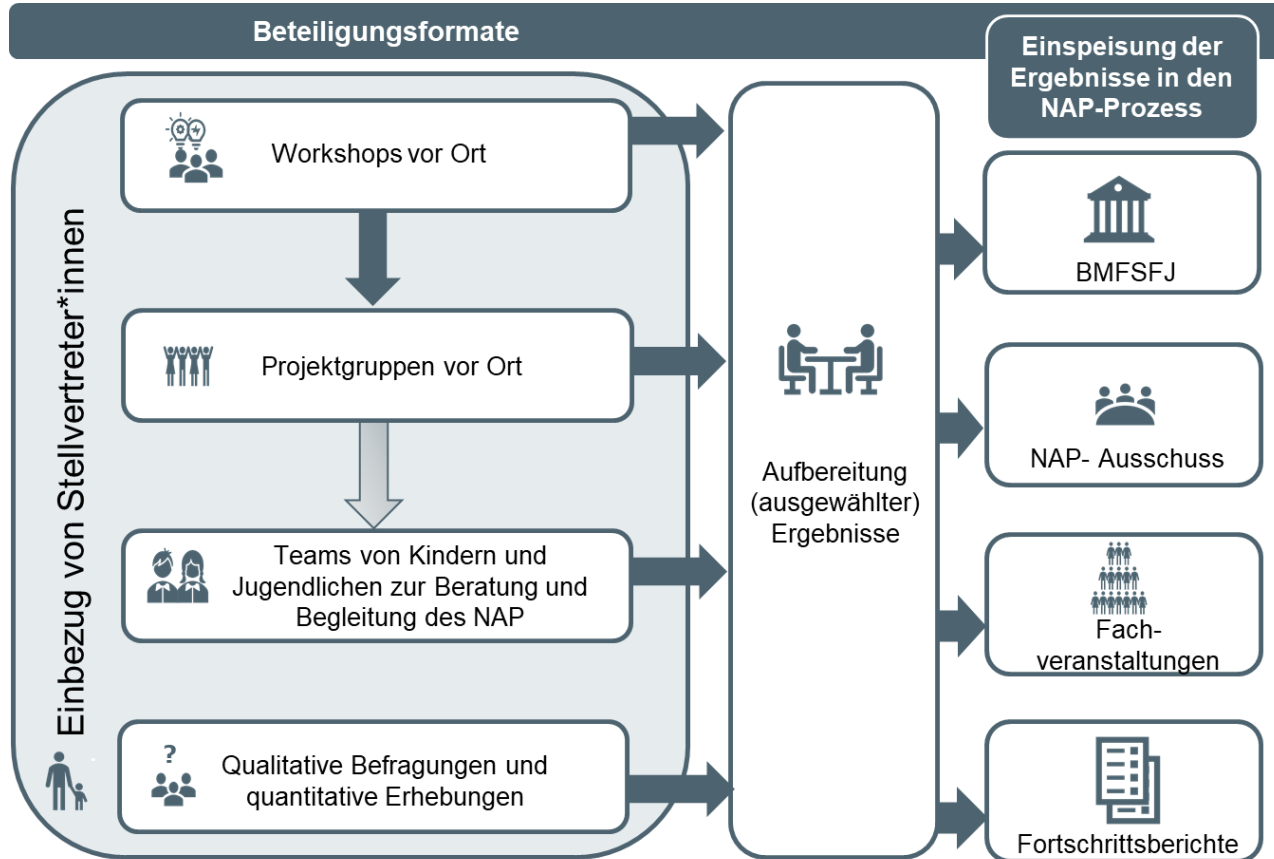 Beteiligungsformate
Einspeisung der
Ergebnisse in den
NAP-Prozess
Einbezug von Stellvertreter*innen
Workshops vor Ort
Projektgruppen vor Ort
Teams von Kindern und
Jugendlichen zur Beratung und
Begleitung des NAP
?
Qualitative Befragungen und
quantitative Erhebungen
Aufbereitung
(ausgewählter)
Ergebnisse
BMFSFJ
NAP- Ausschuss
Fach-
veranstaltungen
Fortschrittsberichte